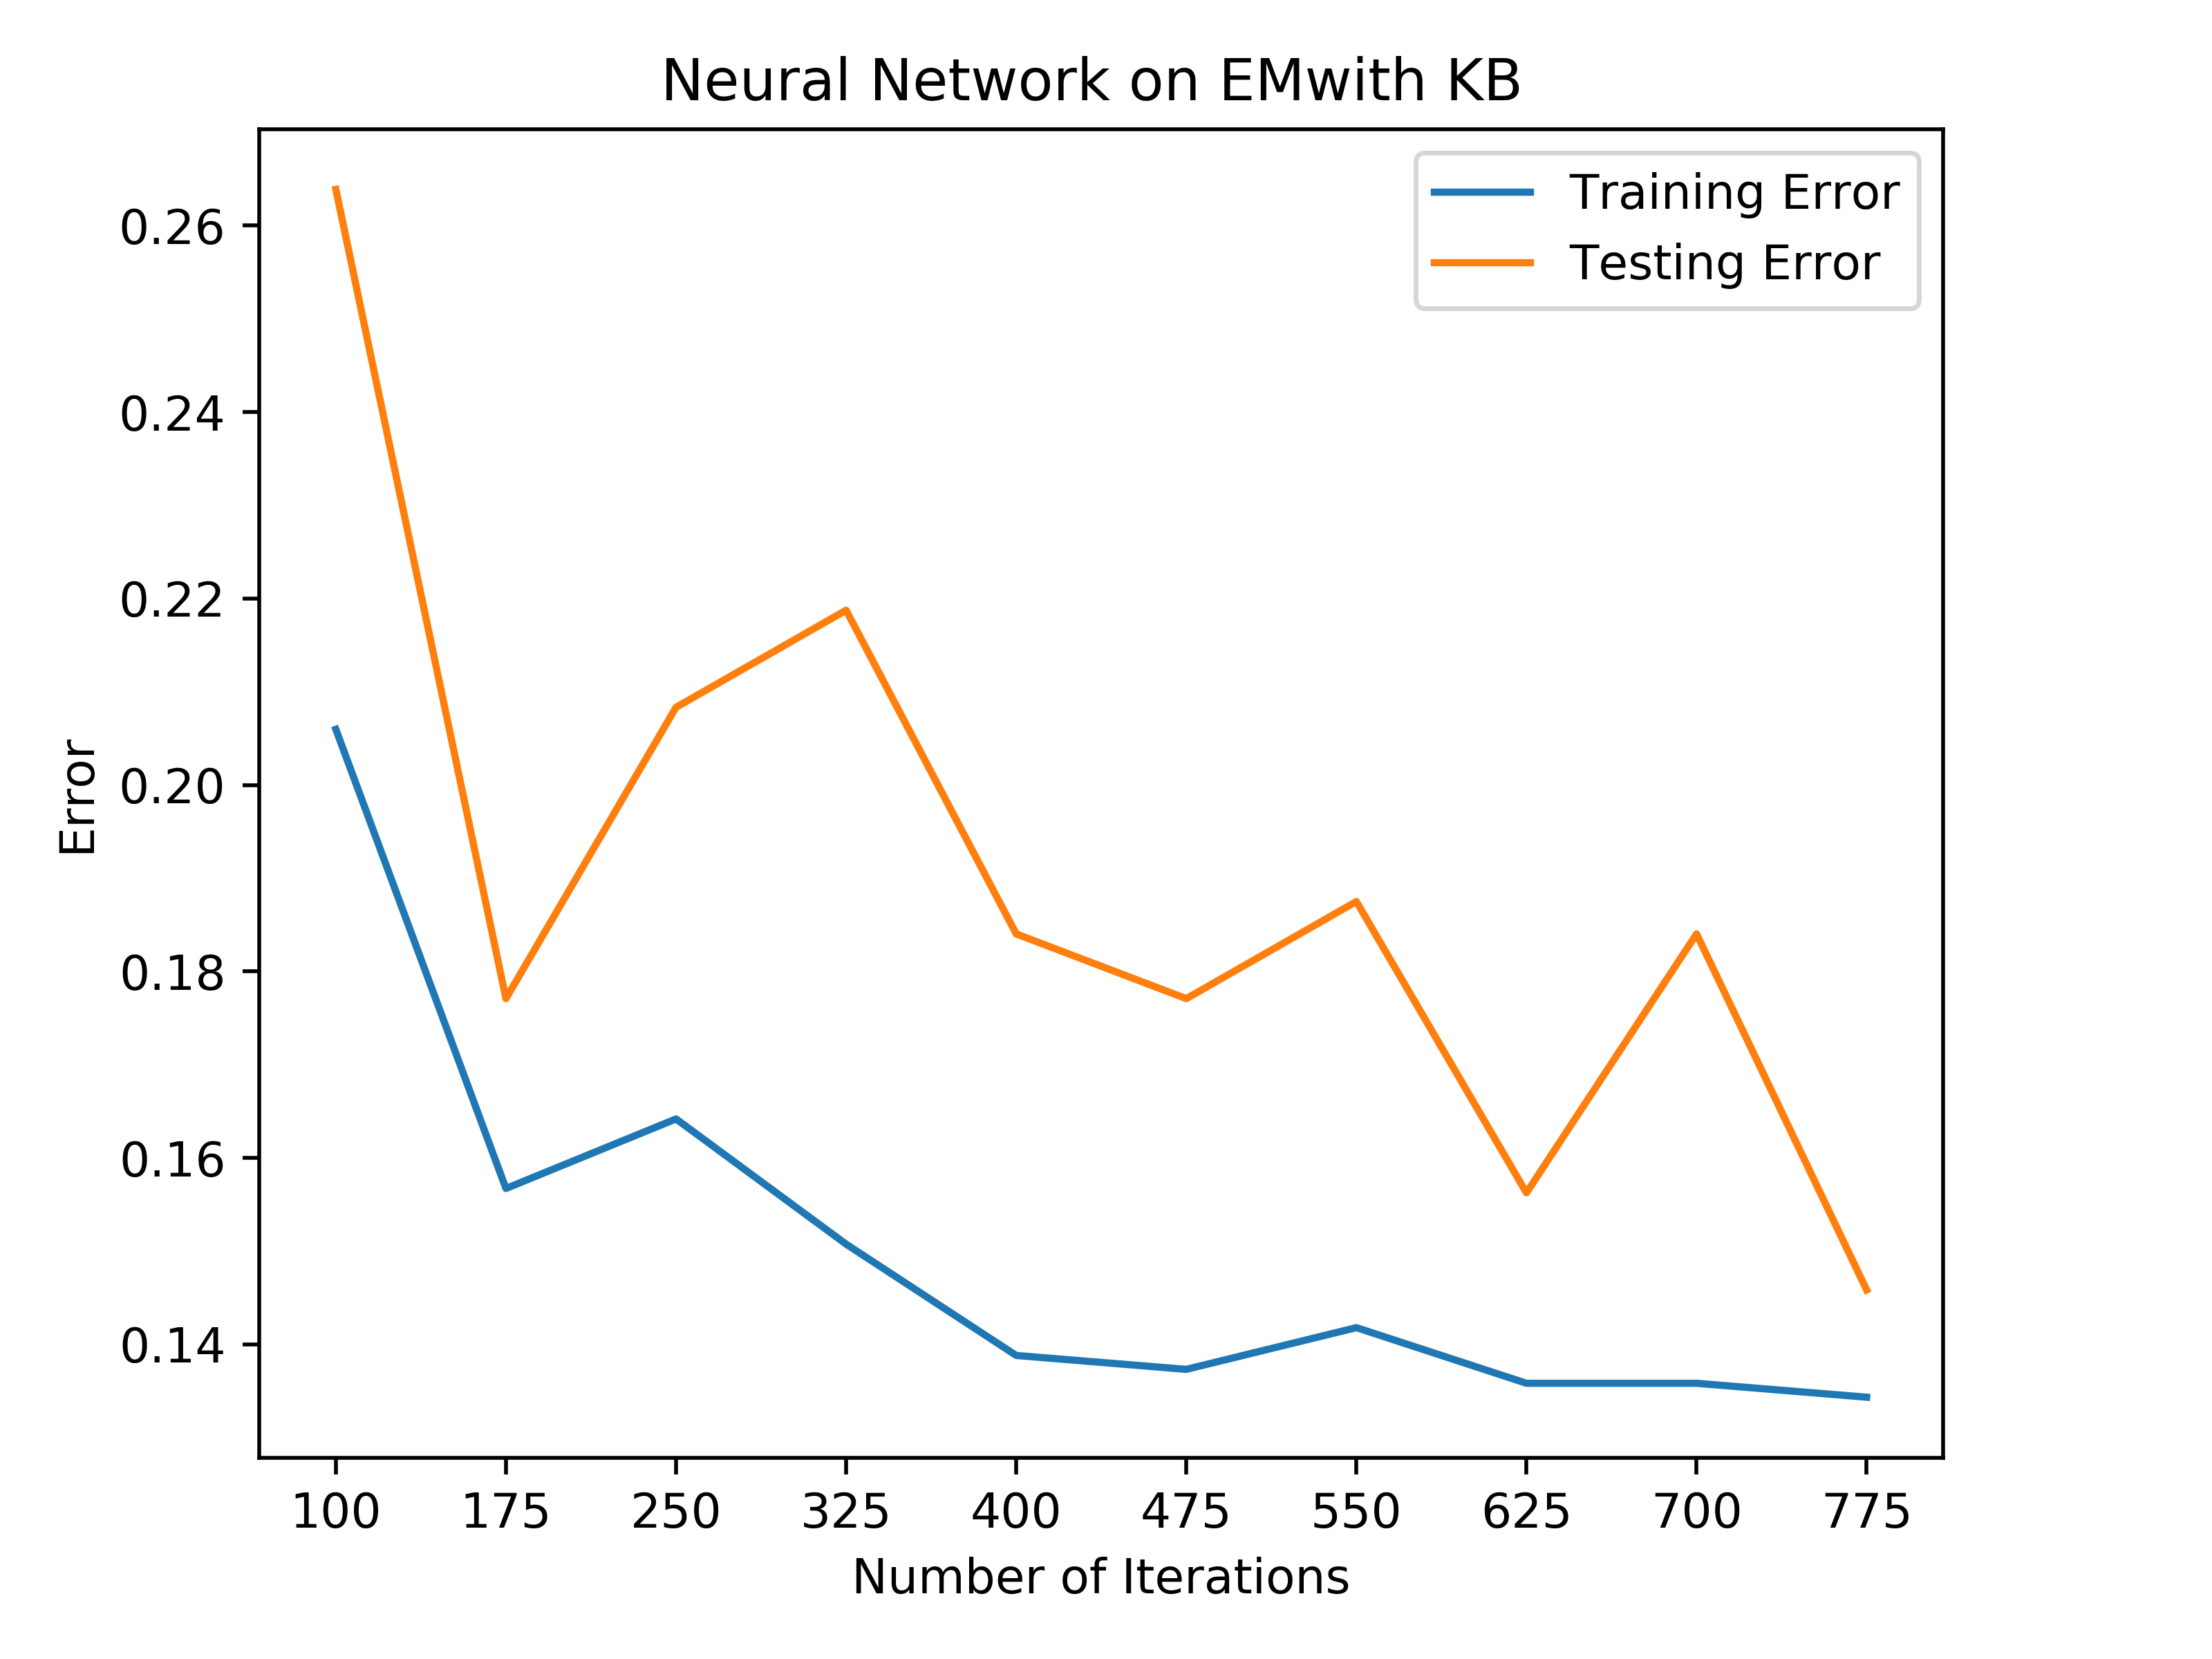 Neural Network on EMwith KB
Training Error
Testing Error
0.26
0.24
0.22
0.20
0.18
0.16
0.14
Error
100 175 250 325 400 475 550 625 700 775
Number of Iterations